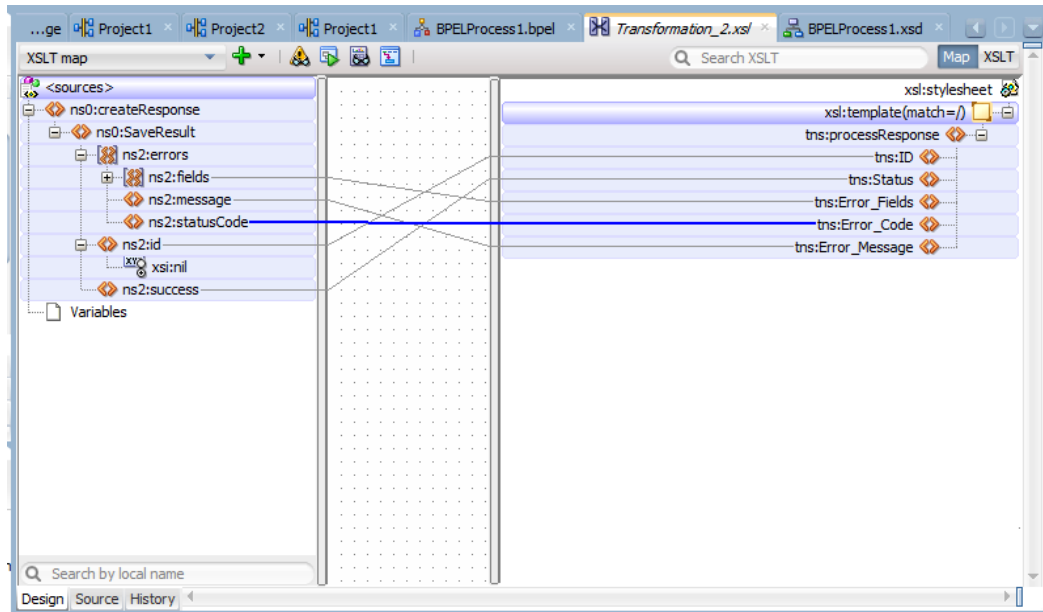 ...ge Project1 Project2 Project1 BPELProcess1.bpel Transformation_2.xsl BPELProcess1.xsd
XSLT map Search XSLT Map XSLT
<sources> xsl:stylesheet
ns0:createResponse xsl:template(match=/)
ns0:SaveResult tns:processResponse
ns2:errors tns:ID
ns2:fields tns:Status
ns2:message tns:Error_Fields
ns2:statusCode tns:Error_Code
ns2:id tns:Error_Message
xsi:nil
ns2:success
Variables
Search by local name
Design Source History